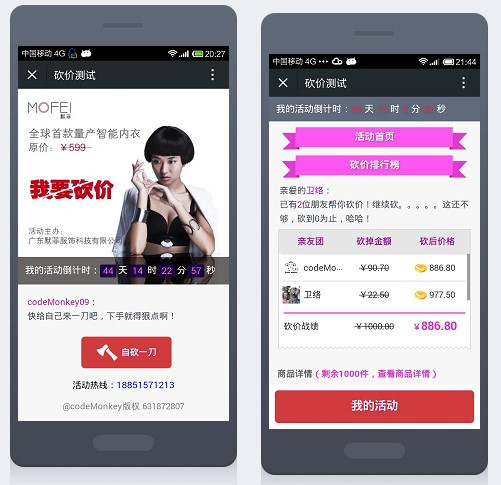 中国移动 4G
20:27
砍价测试
MOFEI
默菲
全球首款量产智能内衣
原价：￥599
我要砍价
活动主办：
广东默菲服饰科技有限公司
我的活动倒计时：44 天 14 时 22 分 57 秒
codeMonkey09：
快给自己来一刀吧，下手就得狠点啊！
自砍一刀
活动热线：18851571213
@codeMonkey版权 631872807
中国移动 4G
21:44
砍价测试
我的活动倒计时：44 天 时 分 秒
活动首页
砍价排行榜
亲爱的卫络：
已有2位朋友帮你砍价！继续砍。。。。。这还不
够，砍到0为止，哈哈！
亲友团 砍掉金额 砍后价格
codeMo··· ￥90.70 886.80
卫络 ￥22.50 977.50
砍价战绩 ￥1000.00 ￥886.80
商品详情（剩余1000件，查看商品详情）
我的活动